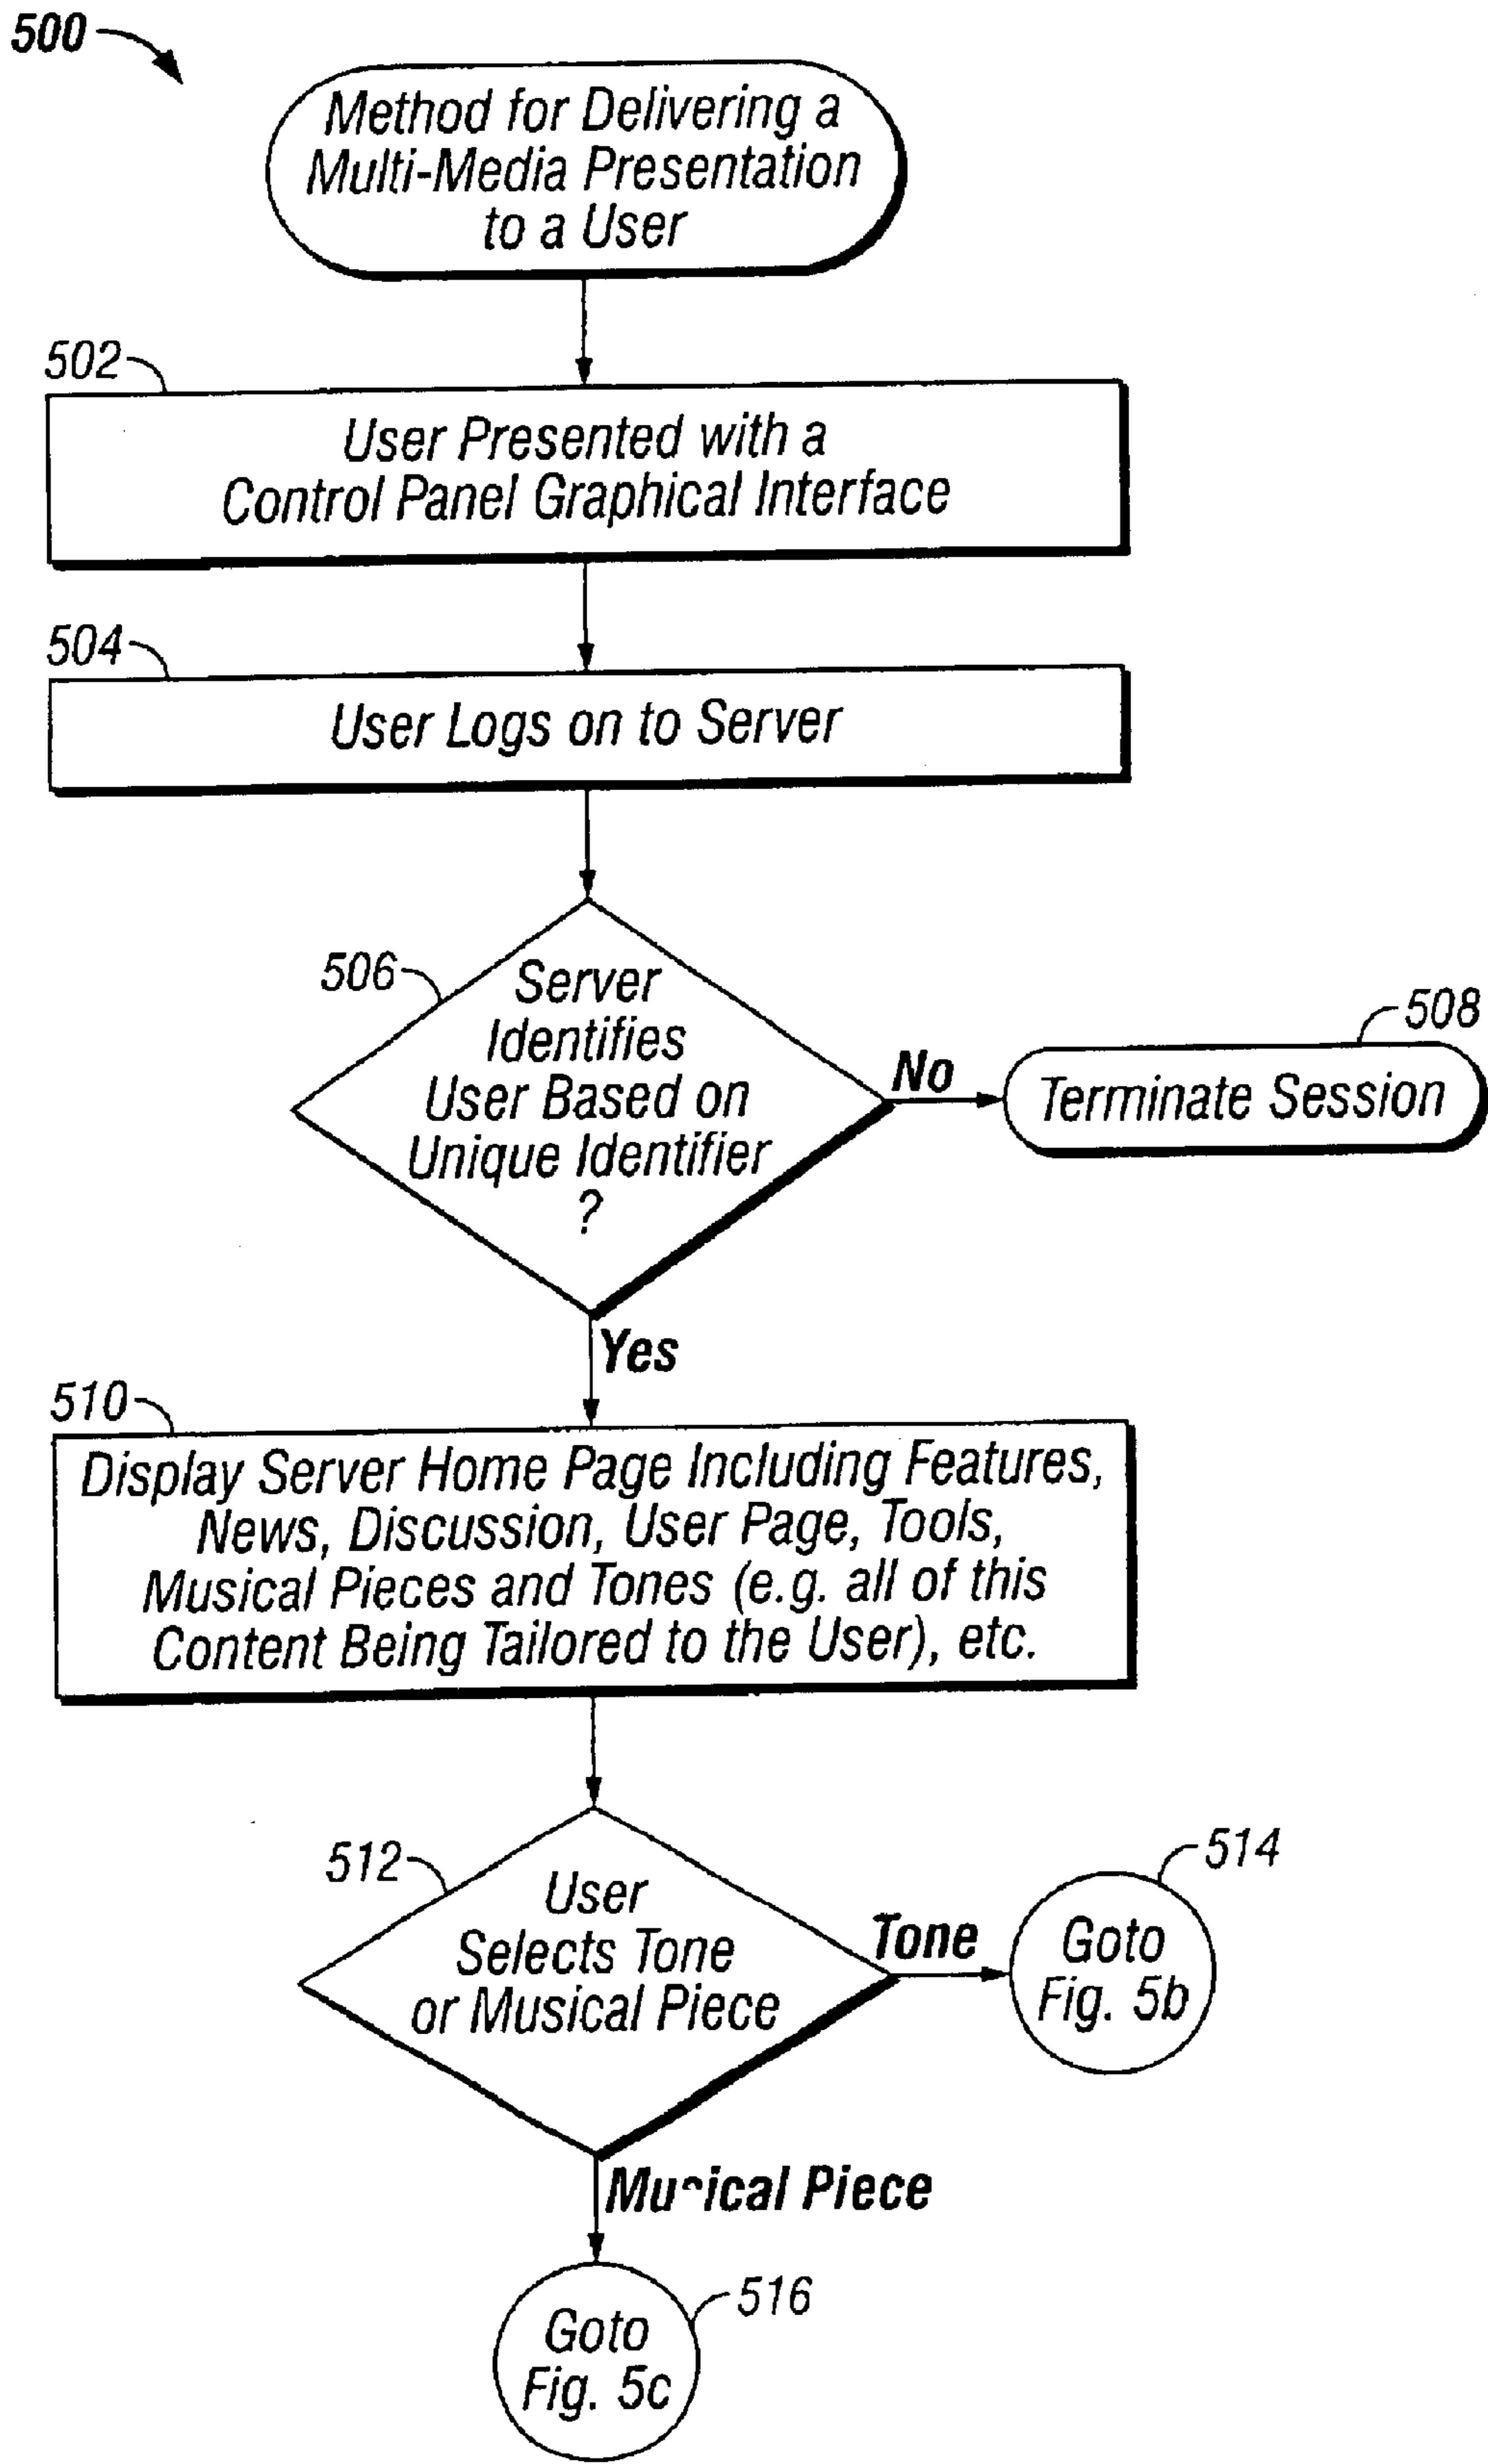 500
Method for Delivering a
Multi-Media Presentation
to a User
502
User Presented with a
Control Panel Graphical Interface
504
User Logs on to Server
506
Server
Identifies
User Based on
Unique Identifier
?
No
508
Terminate Session
Yes
510
Display Server Home Page Including Features,
News, Discussion, User Page, Tools,
Musical Pieces and Tones (e.g. all of this
Content Being Tailored to the User), etc.
512
User
Selects Tone
or Musical Piece
Tone
514
Goto
Fig. 5b
Musical Piece
516
Goto
Fig. 5c